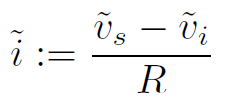 ĩ := (ṽ_s − ṽ_i) / R